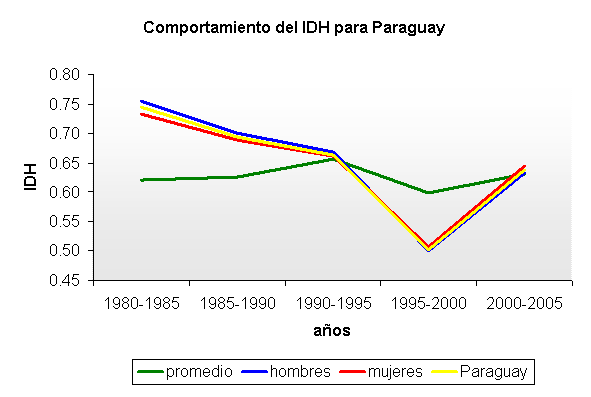 Comportamiento del IDH para Paraguay
0.80
0.75
0.70
0.65
0.60
0.55
0.50
0.45
IDH
1980-1985 1985-1990 1990-1995 1995-2000 2000-2005
años
promedio hombres mujeres Paraguay